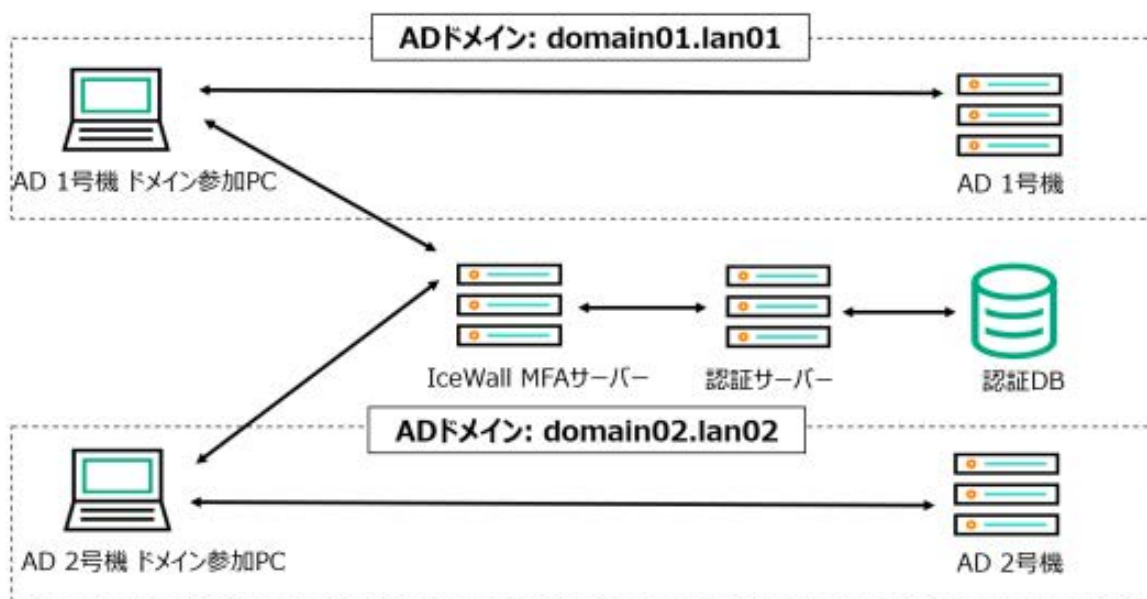 ADドメイン: domain01.lan01
AD 1号機 ドメイン参加PC
AD 1号機
IceWall MFAサーバー
認証サーバー
認証DB
ADドメイン: domain02.lan02
AD 2号機 ドメイン参加PC
AD 2号機